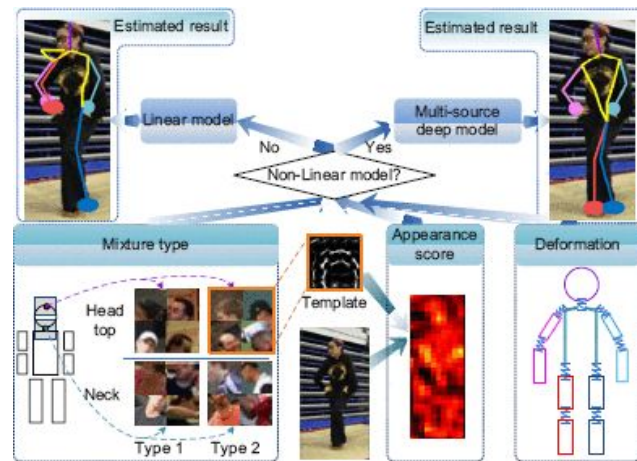 Estimated result
Estimated result
Linear model
Multi-source
deep model
No
Yes
Non-Linear model?
Mixture type
Appearance
score
Deformation
Head
top
Template
Neck
Type 1
Type 2